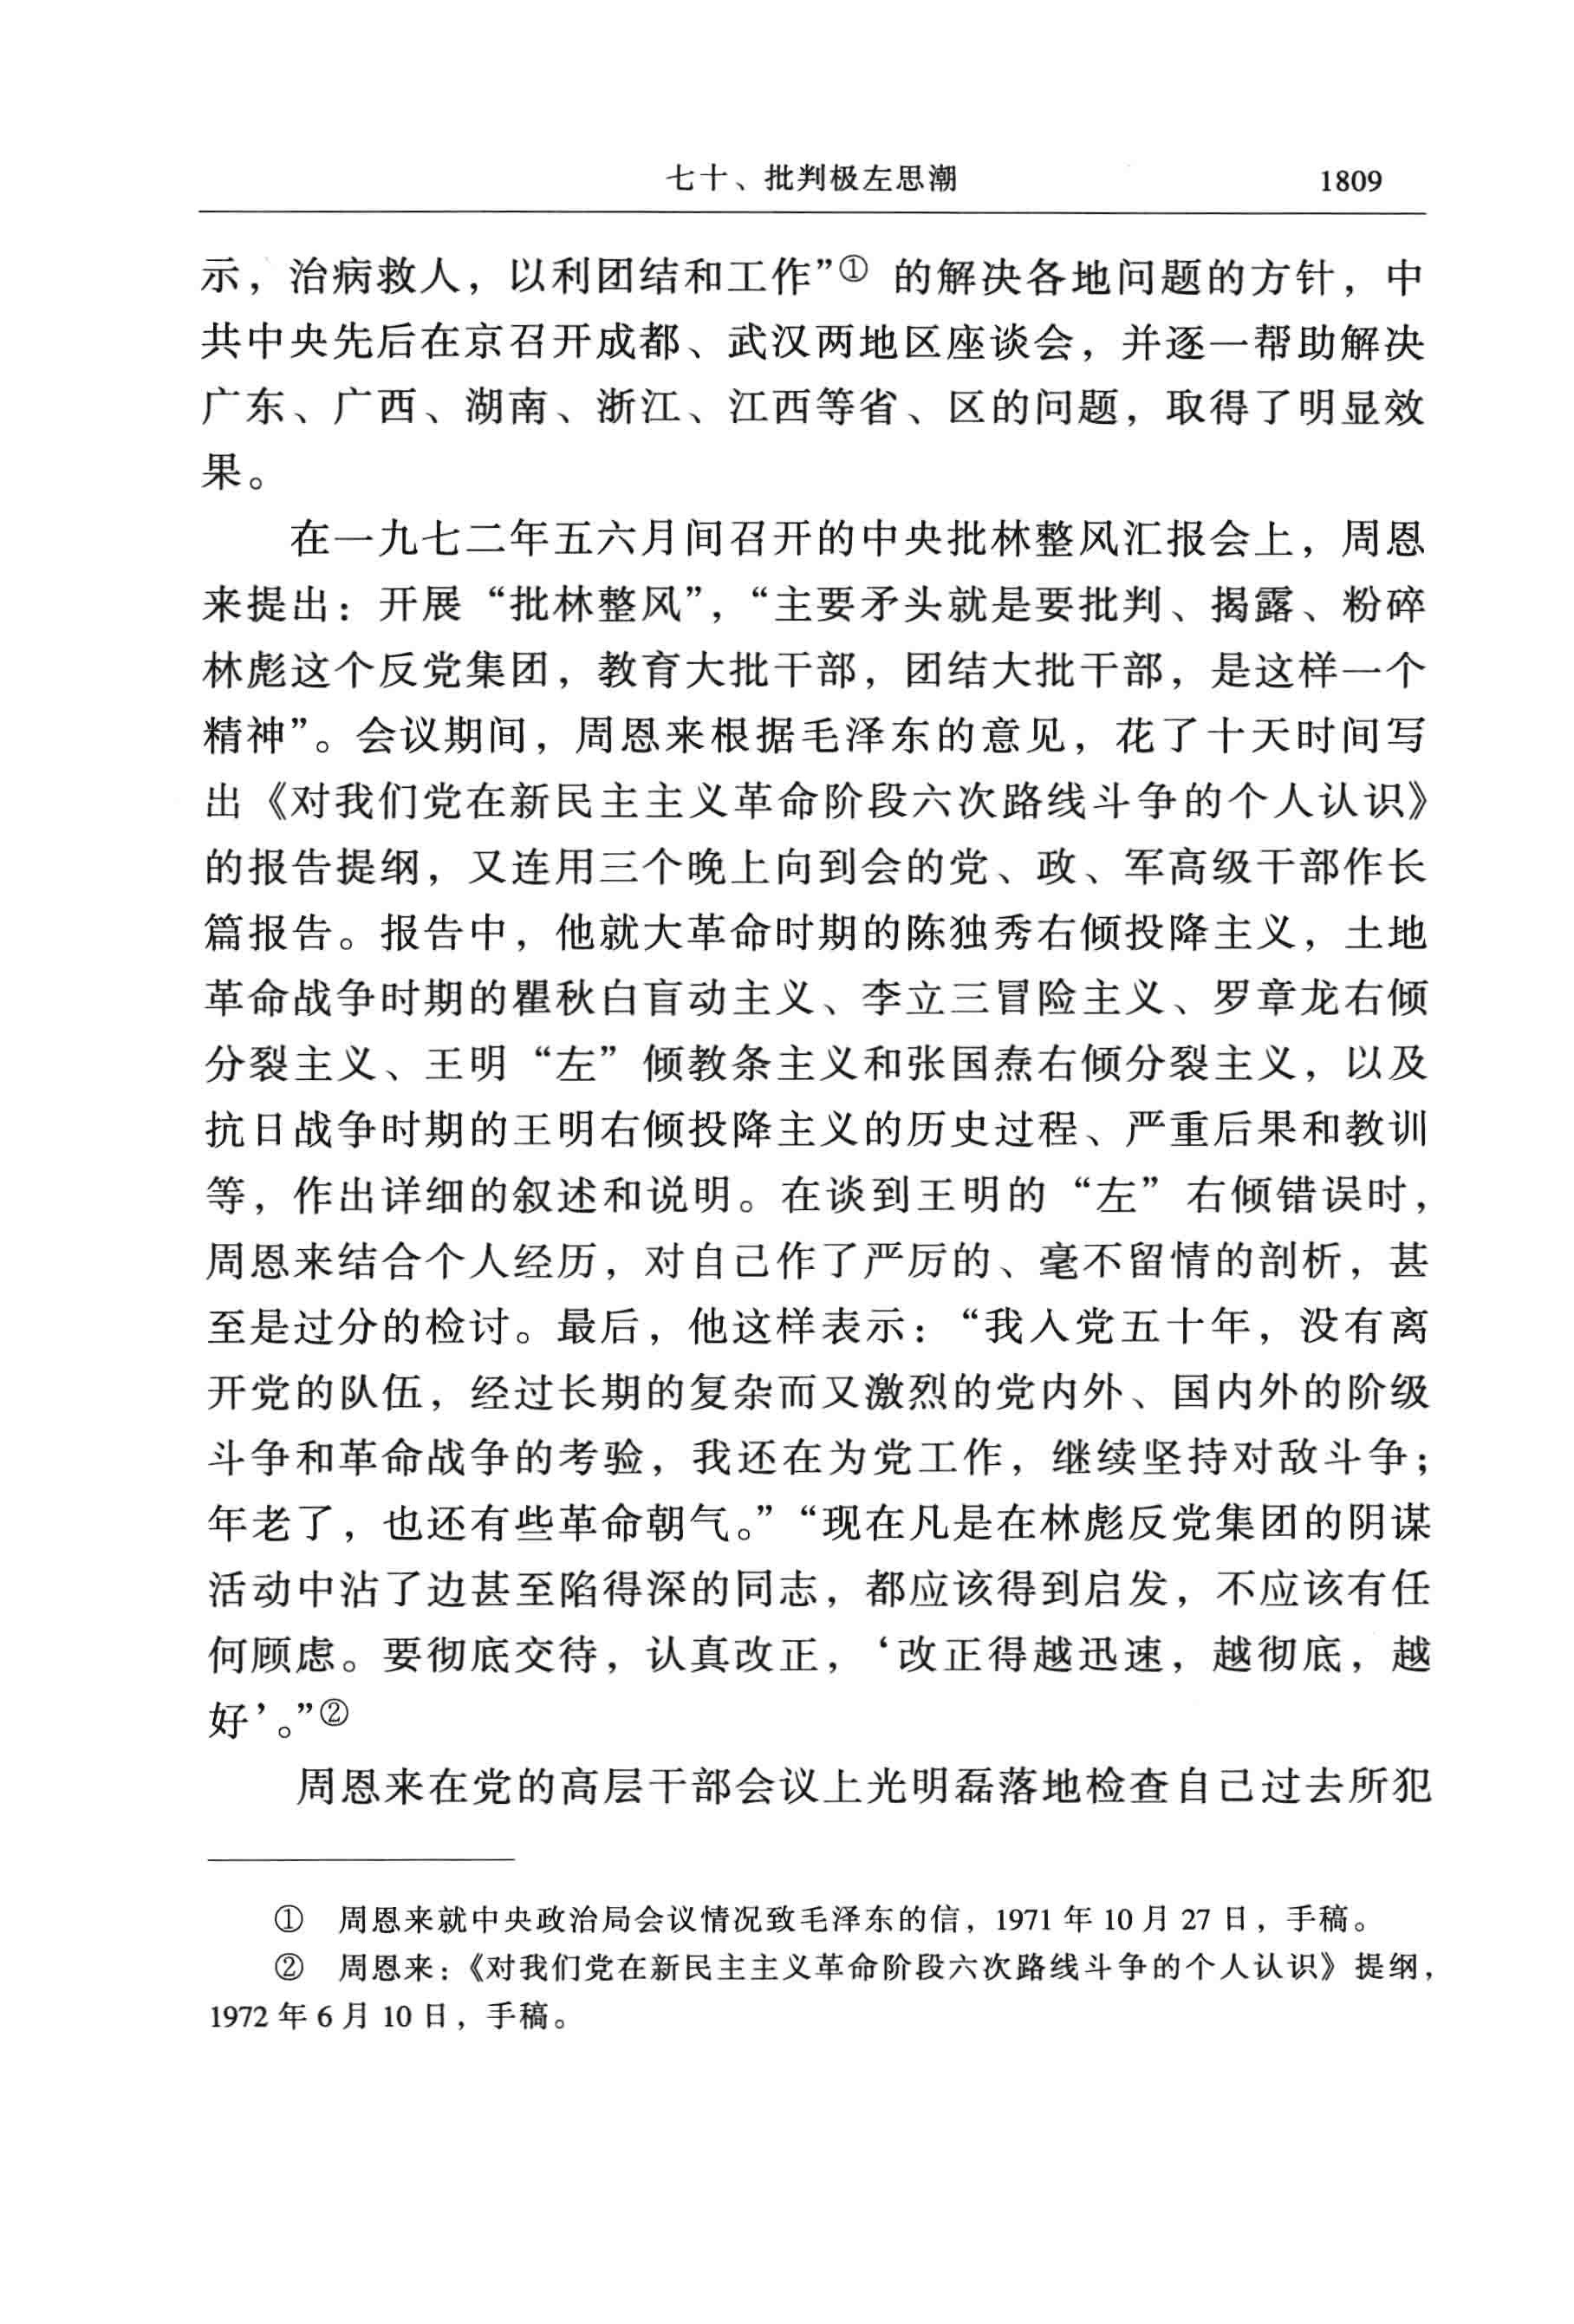 七十、批判极左思潮 1809
示，治病救人，以利团结和工作”① 的解决各地问题的方针，中
共中央先后在京召开成都、武汉两地区座谈会，并逐一帮助解决
广东、广西、湖南、浙江、江西等省、区的问题，取得了明显效
果。
在一九七二年五六月间召开的中央批林整风汇报会上，周恩
来提出：开展“批林整风”，“主要矛头就是要批判、揭露、粉碎
林彪这个反党集团，教育大批干部，团结大批干部，是这样一个
精神”。会议期间，周恩来根据毛泽东的意见，花了十天时间写
出《对我们党在新民主主义革命阶段六次路线斗争的个人认识》
的报告提纲，又连用三个晚上向到会的党、政、军高级干部作长
篇报告。报告中，他就大革命时期的陈独秀右倾投降主义，土地
革命战争时期的瞿秋白盲动主义、李立三冒险主义、罗章龙右倾
分裂主义、王明“左”倾教条主义和张国焘右倾分裂主义，以及
抗日战争时期的王明右倾投降主义的历史过程、严重后果和教训
等，作出详细的叙述和说明。在谈到王明的“左”右倾错误时，
周恩来结合个人经历，对自己作了严厉的、毫不留情的剖析，甚
至是过分的检讨。最后，他这样表示：“我入党五十年，没有离
开党的队伍，经过长期的复杂而又激烈的党内外、国内外的阶级
斗争和革命战争的考验，我还在为党工作，继续坚持对敌斗争；
年老了，也还有些革命朝气。”“现在凡是在林彪反党集团的阴谋
活动中沾了边甚至陷得深的同志，都应该得到启发，不应该有任
何顾虑。要彻底交待，认真改正，‘改正得越迅速，越彻底，越
好’。”②
周恩来在党的高层干部会议上光明磊落地检查自己过去所犯
① 周恩来就中央政治局会议情况致毛泽东的信，1971 年 10 月 27 日，手稿。
② 周恩来：《对我们党在新民主主义革命阶段六次路线斗争的个人认识》提纲，
1972 年 6 月 10 日，手稿。